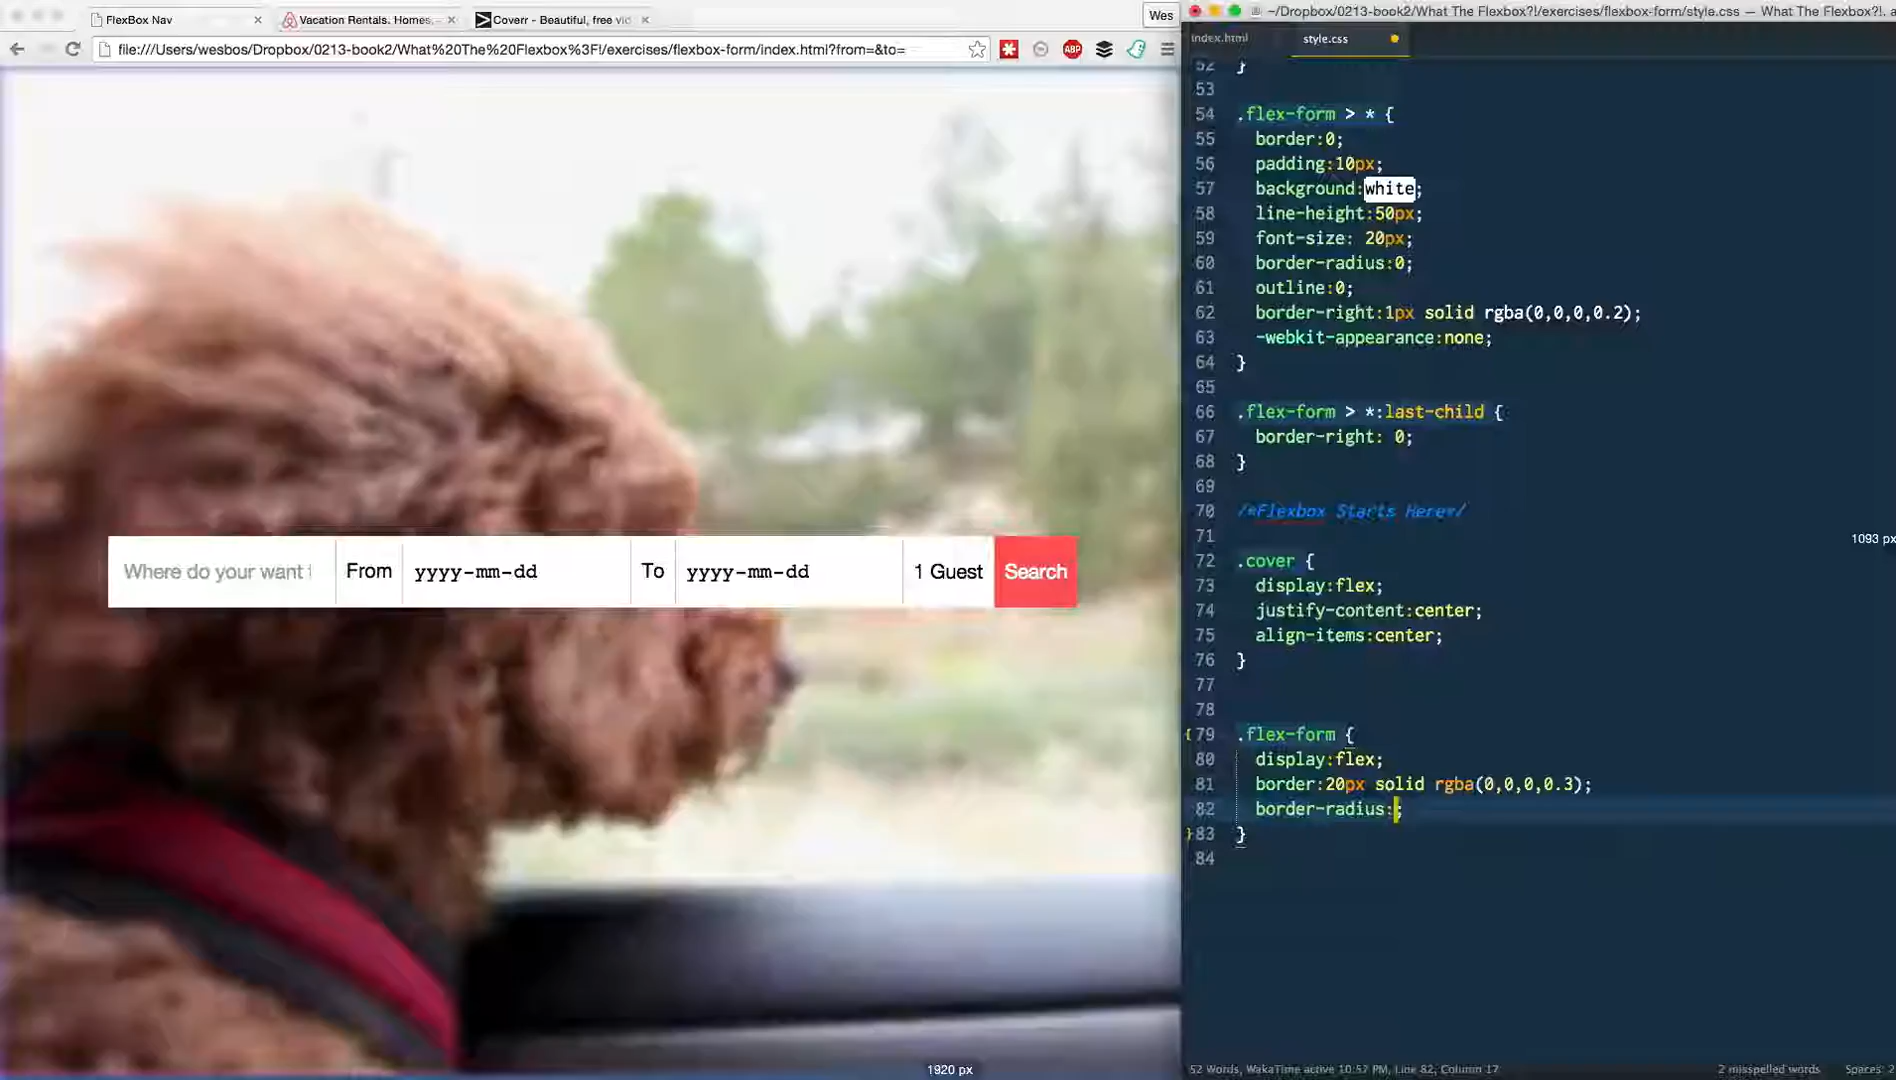 FlexBox Nav
Vacation Rentals. Homes,
Coverr - Beautiful, free vid
Wes
file:///Users/wesbos/Dropbox/0213-book2/What%20The%20Flexbox%3F!/exercises/flexbox-form/index.html?from=&to=
ABP
Where do your want t
From
yyyy-mm-dd
To
yyyy-mm-dd
1 Guest
Search
1920 px
~/Dropbox/0213-book2/What The Flexbox?!/exercises/flexbox-form/style.css — What The Flexbox?!.
index.html
style.css
52 }
53
54 .flex-form > * {
55 border:0;
56 padding:10px;
57 background:white;
58 line-height:50px;
59 font-size: 20px;
60 border-radius:0;
61 outline:0;
62 border-right:1px solid rgba(0,0,0,0.2);
63 -webkit-appearance:none;
64 }
65
66 .flex-form > *:last-child {
67 border-right: 0;
68 }
69
70 /*Flexbox Starts Here*/
71
72 .cover {
73 display:flex;
74 justify-content:center;
75 align-items:center;
76 }
77
78
79 .flex-form {
80 display:flex;
81 border:20px solid rgba(0,0,0,0.3);
82 border-radius:;
83 }
84
1093 px
52 Words, WakaTime active 10:57 PM, Line 82, Column 17
2 misspelled words
Spaces: 2